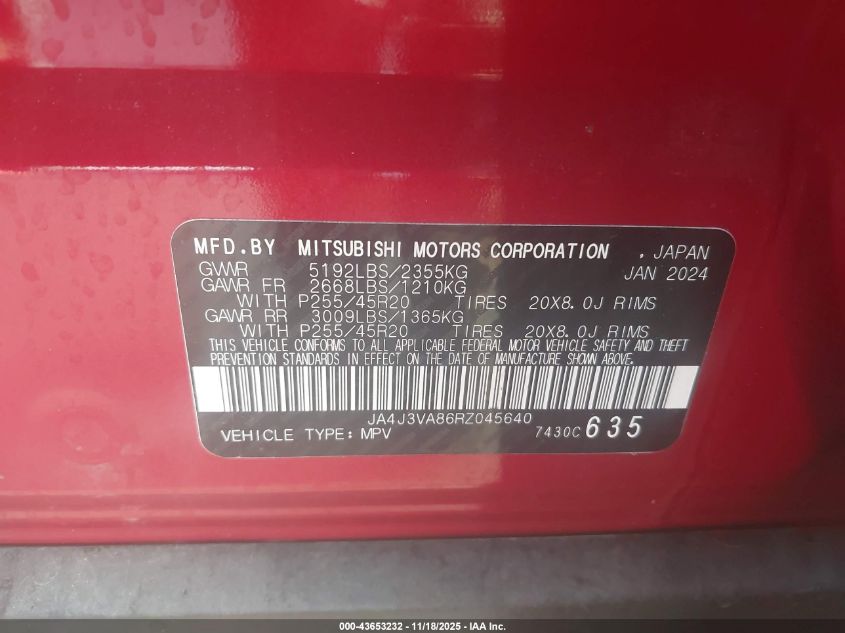 MFD.BY MITSUBISHI MOTORS CORPORATION , JAPAN
GVWR 5192LBS/2355KG JAN 2024
GAWR FR 2668LBS/1210KG
WITH P255/45R20 TIRES 20X8.0J RIMS
GAWR RR 3009LBS/1365KG
WITH P255/45R20 TIRES 20X8.0J RIMS
THIS VEHICLE CONFORMS TO ALL APPLICABLE FEDERAL MOTOR VEHICLE SAFETY AND THEFT
PREVENTION STANDARDS IN EFFECT ON THE DATE OF MANUFACTURE SHOWN ABOVE.
JA4J3VA86RZ045640
VEHICLE TYPE: MPV 7430C 635
000-43653232 - 11/18/2025 - IAA Inc.